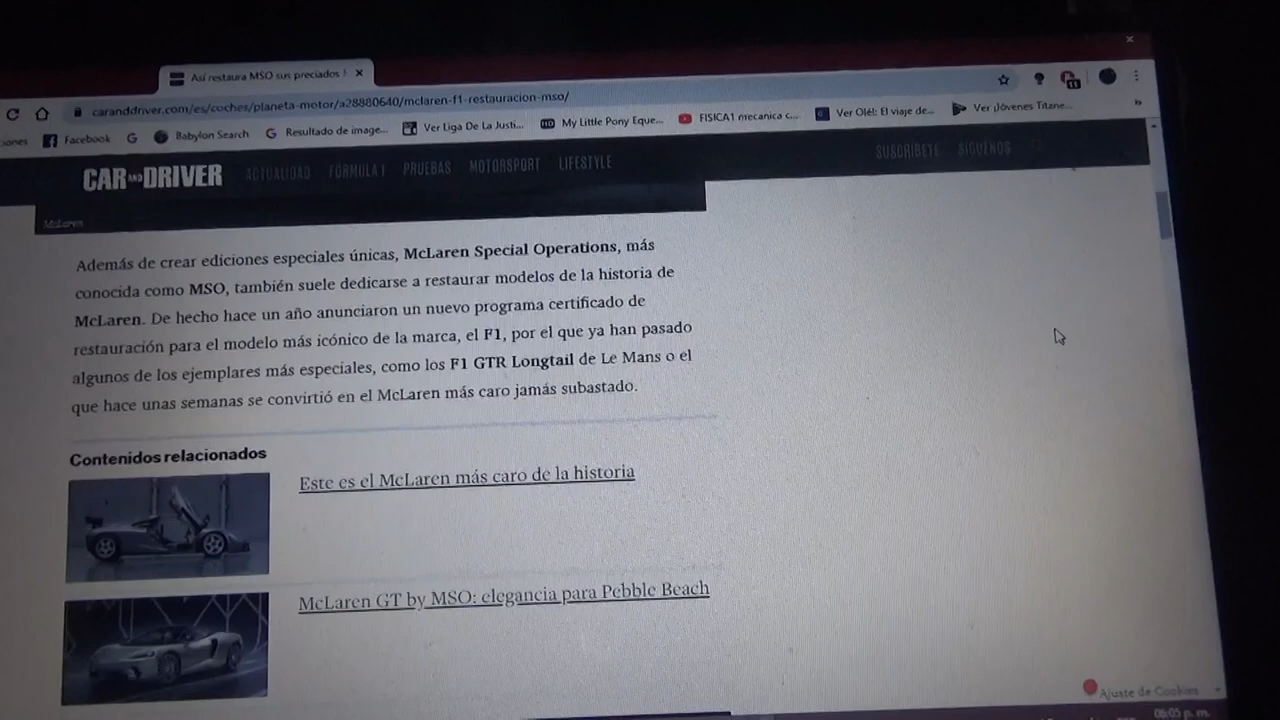 Así restaura MSO sus preciados
caranddriver.com/es/coches/planeta-motor/a28880640/mclaren-f1-restauracion-mso/
iones Facebook Babylon Search Resultado de image... Ver Liga De La Justi... My Little Pony Eque... FISICA1 mecanica c... Ver Olé!: El viaje de... Ver ¡Jóvenes Titane...
CAR AND DRIVER ACTUALIDAD FÓRMULA 1 PRUEBAS MOTORSPORT LIFESTYLE SUSCRÍBETE SÍGUENOS
McLaren
Además de crear ediciones especiales únicas, McLaren Special Operations, más
conocida como MSO, también suele dedicarse a restaurar modelos de la historia de
McLaren. De hecho hace un año anunciaron un nuevo programa certificado de
restauración para el modelo más icónico de la marca, el F1, por el que ya han pasado
algunos de los ejemplares más especiales, como los F1 GTR Longtail de Le Mans o el
que hace unas semanas se convirtió en el McLaren más caro jamás subastado.
Contenidos relacionados
Este es el McLaren más caro de la historia
McLaren GT by MSO: elegancia para Pebble Beach
Ajuste de Cookies
06:05 p. m.